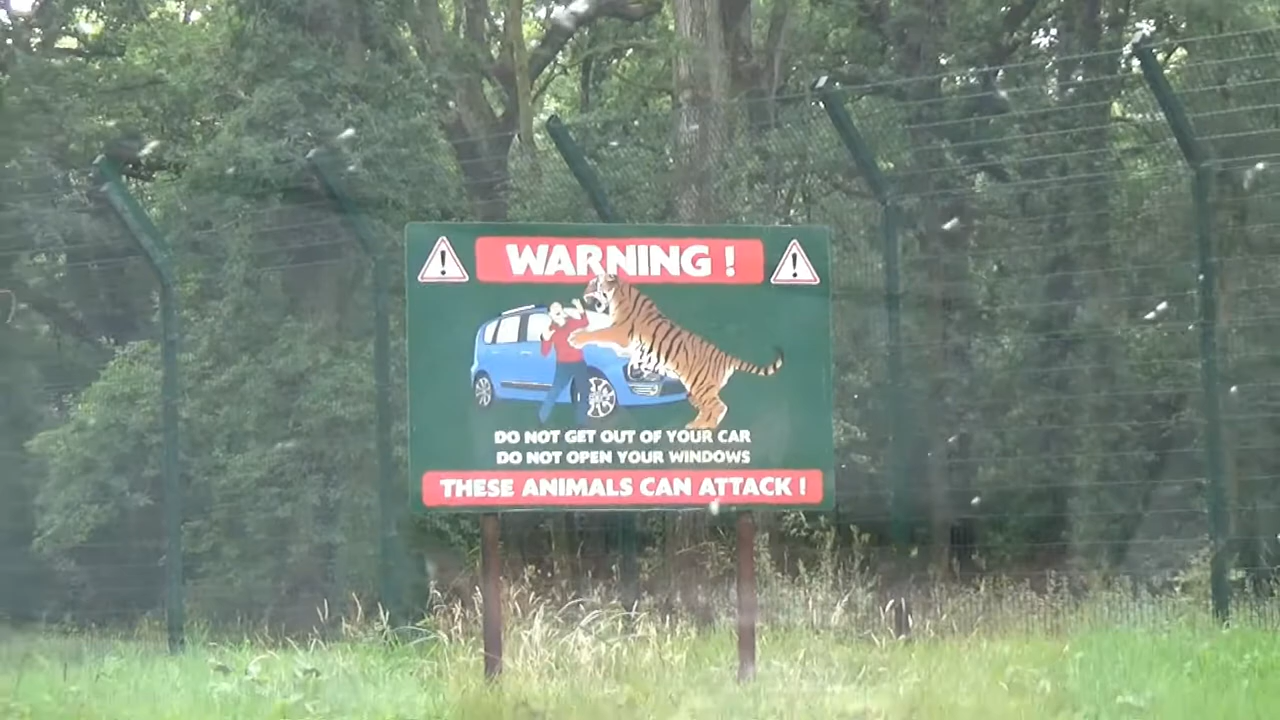 WARNING !
DO NOT GET OUT OF YOUR CAR
DO NOT OPEN YOUR WINDOWS
THESE ANIMALS CAN ATTACK !